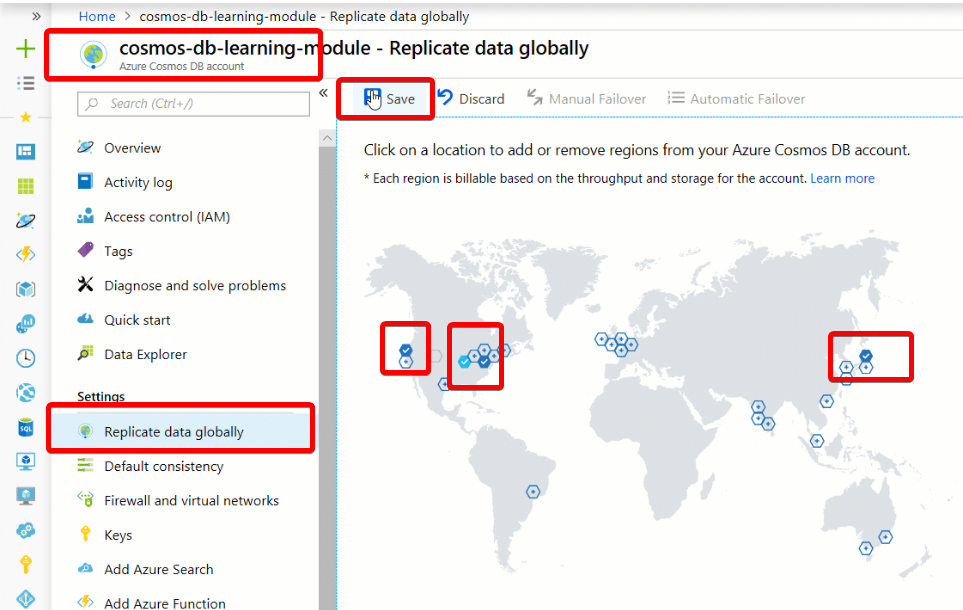 Home > cosmos-db-learning-module - Replicate data globally
cosmos-db-learning-module - Replicate data globally
Azure Cosmos DB account
Search (Ctrl+/)
Overview
Activity log
Access control (IAM)
Tags
Diagnose and solve problems
Quick start
Data Explorer
Settings
Replicate data globally
Default consistency
Firewall and virtual networks
Keys
Add Azure Search
Add Azure Function
Save Discard Manual Failover Automatic Failover
Click on a location to add or remove regions from your Azure Cosmos DB account.
* Each region is billable based on the throughput and storage for the account. Learn more
SQL